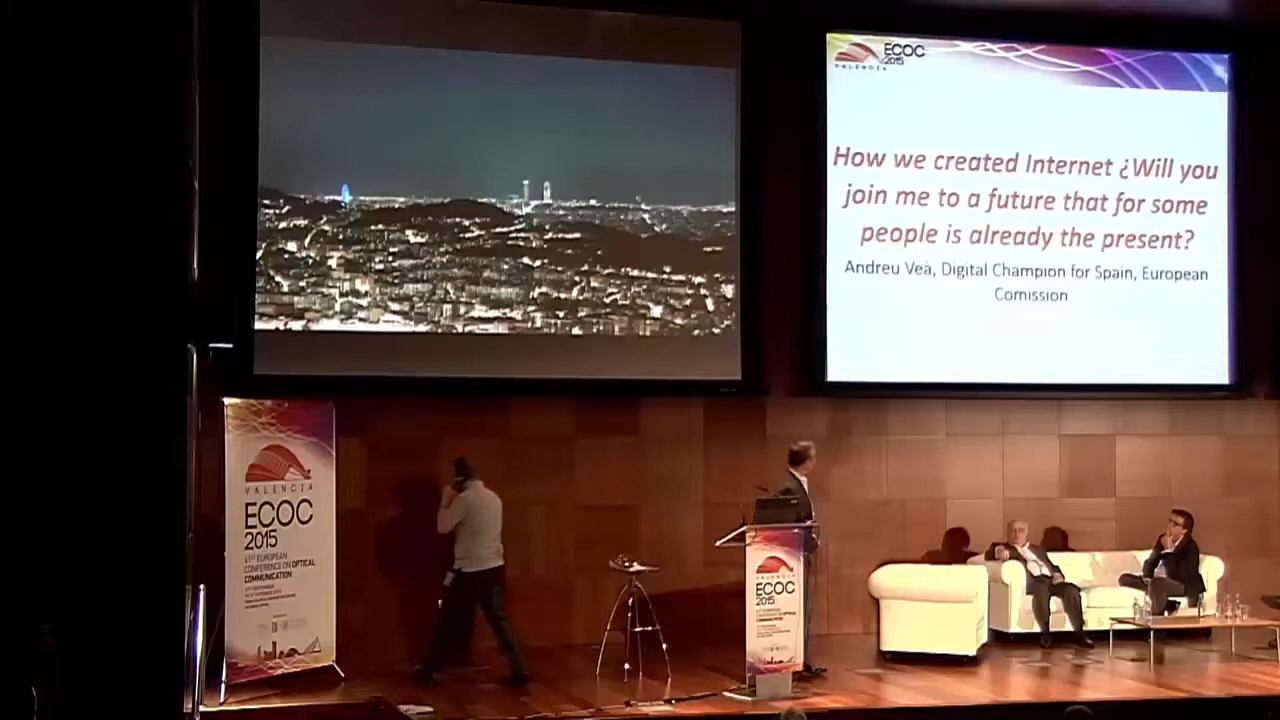 VALENCIA
ECOC
2015
How we created Internet ¿Will you
join me to a future that for some
people is already the present?
Andreu Veà, Digital Champion for Spain, European
Comission
VALENCIA
ECOC
2015
41ST EUROPEAN
CONFERENCE ON OPTICAL
COMMUNICATION
VALENCIA
ECOC
2015